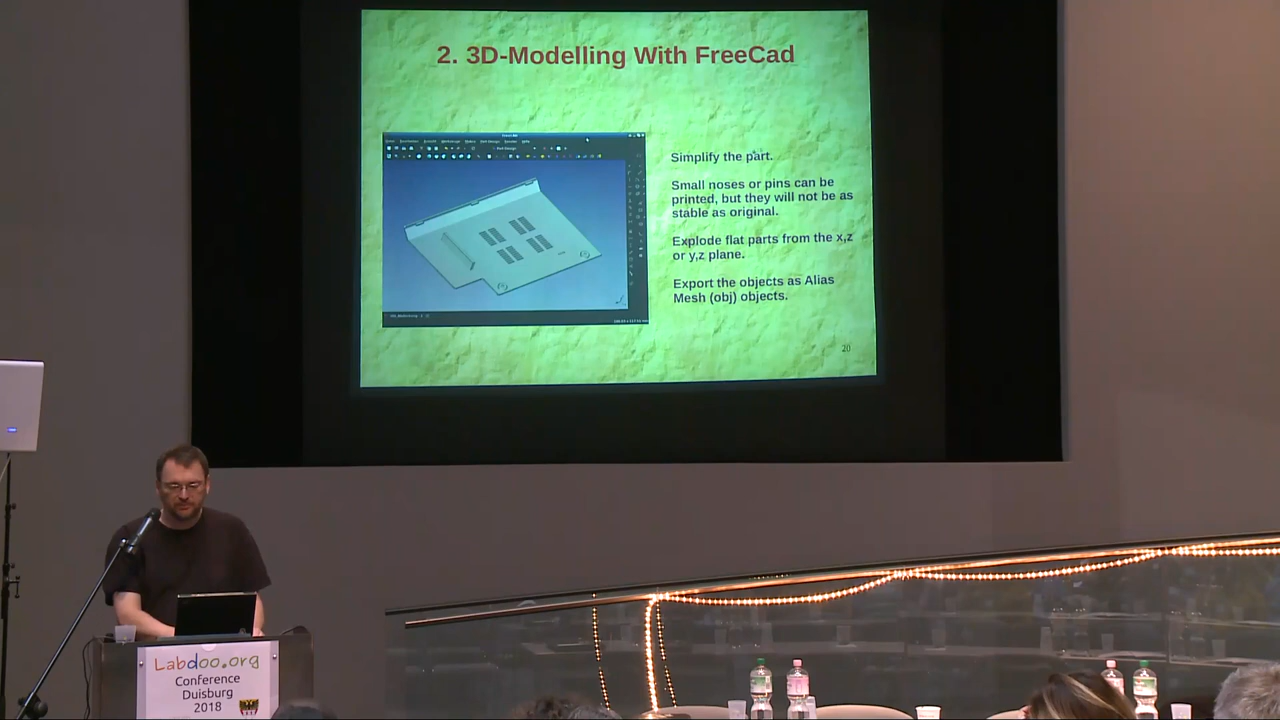 2. 3D-Modelling With FreeCad
Simplify the part.
Small noses or pins can be
printed, but they will not be as
stable as original.
Explode flat parts from the x,z
or y,z plane.
Export the objects as Alias
Mesh (obj) objects.
20
Labdoo.org
Conference
Duisburg
2018